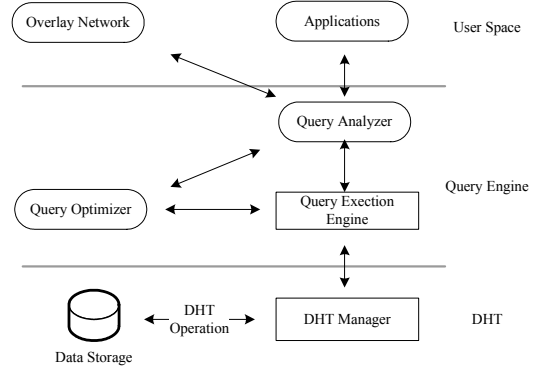 Overlay Network
Applications
User Space
Query Analyzer
Query Engine
Query Optimizer
Query Exection
Engine
DHT
Operation
DHT Manager
DHT
Data Storage